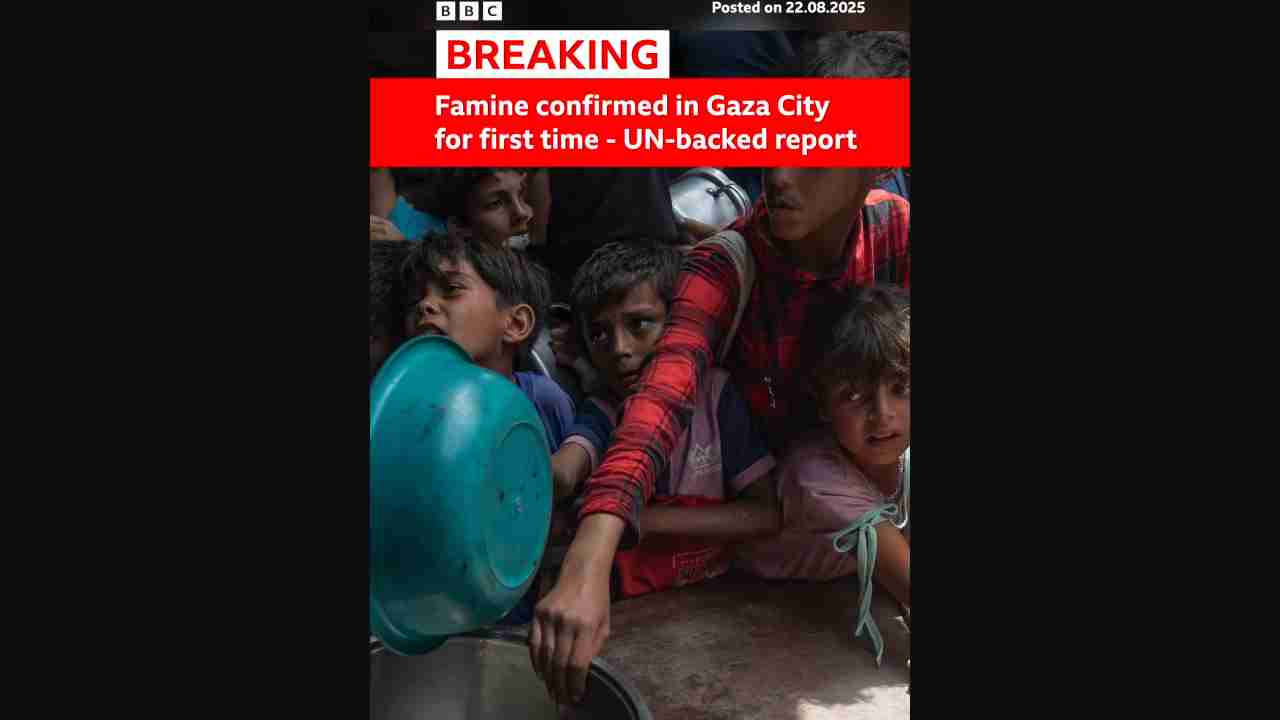 BBC
Posted on 22.08.2025
BREAKING
Famine confirmed in Gaza City
for first time - UN-backed report